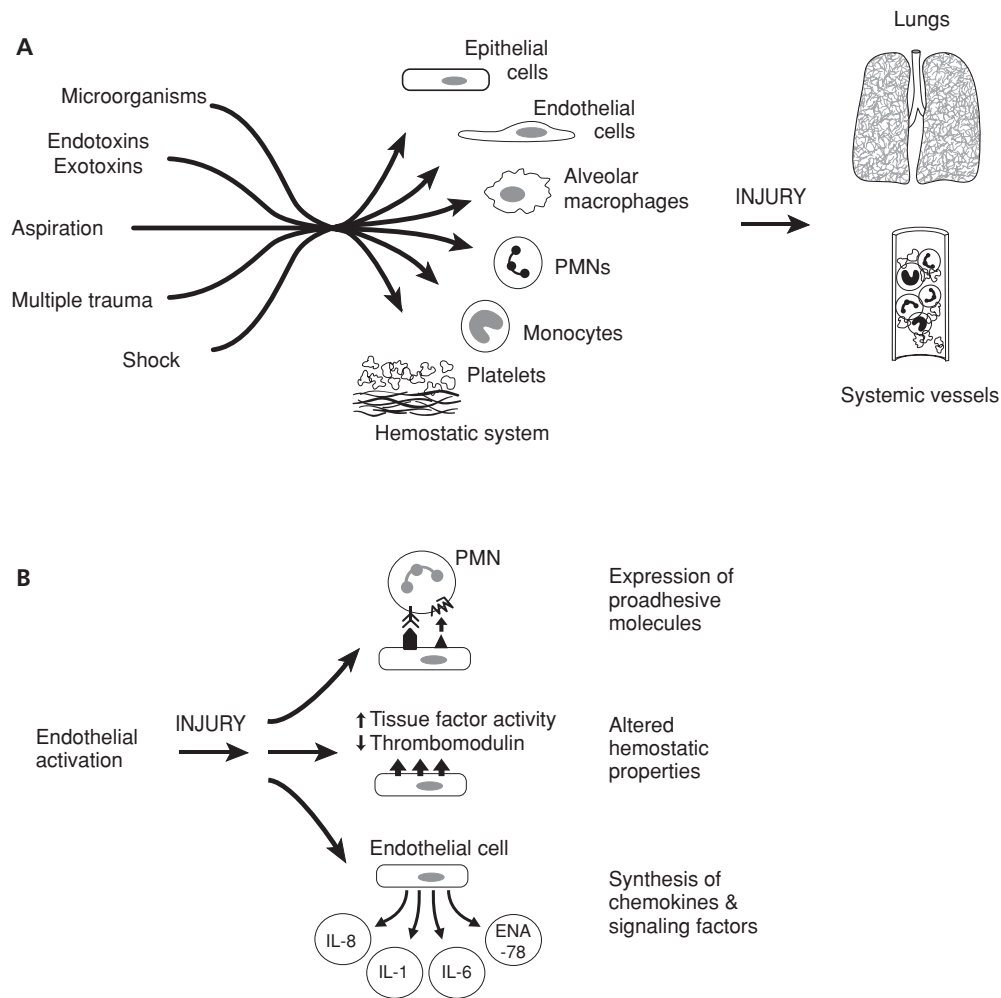 A
Microorganisms
Endotoxins
Exotoxins
Aspiration
Multiple trauma
Shock
Epithelial
cells
Endothelial
cells
Alveolar
macrophages
PMNs
Monocytes
Platelets
Hemostatic system
INJURY
Lungs
Systemic vessels
B
Endothelial
activation
INJURY
PMN
Expression of
proadhesive
molecules
Tissue factor activity
Thrombomodulin
Altered
hemostatic
properties
Endothelial cell
IL-8
IL-1
IL-6
ENA
-78
Synthesis of
chemokines &
signaling factors